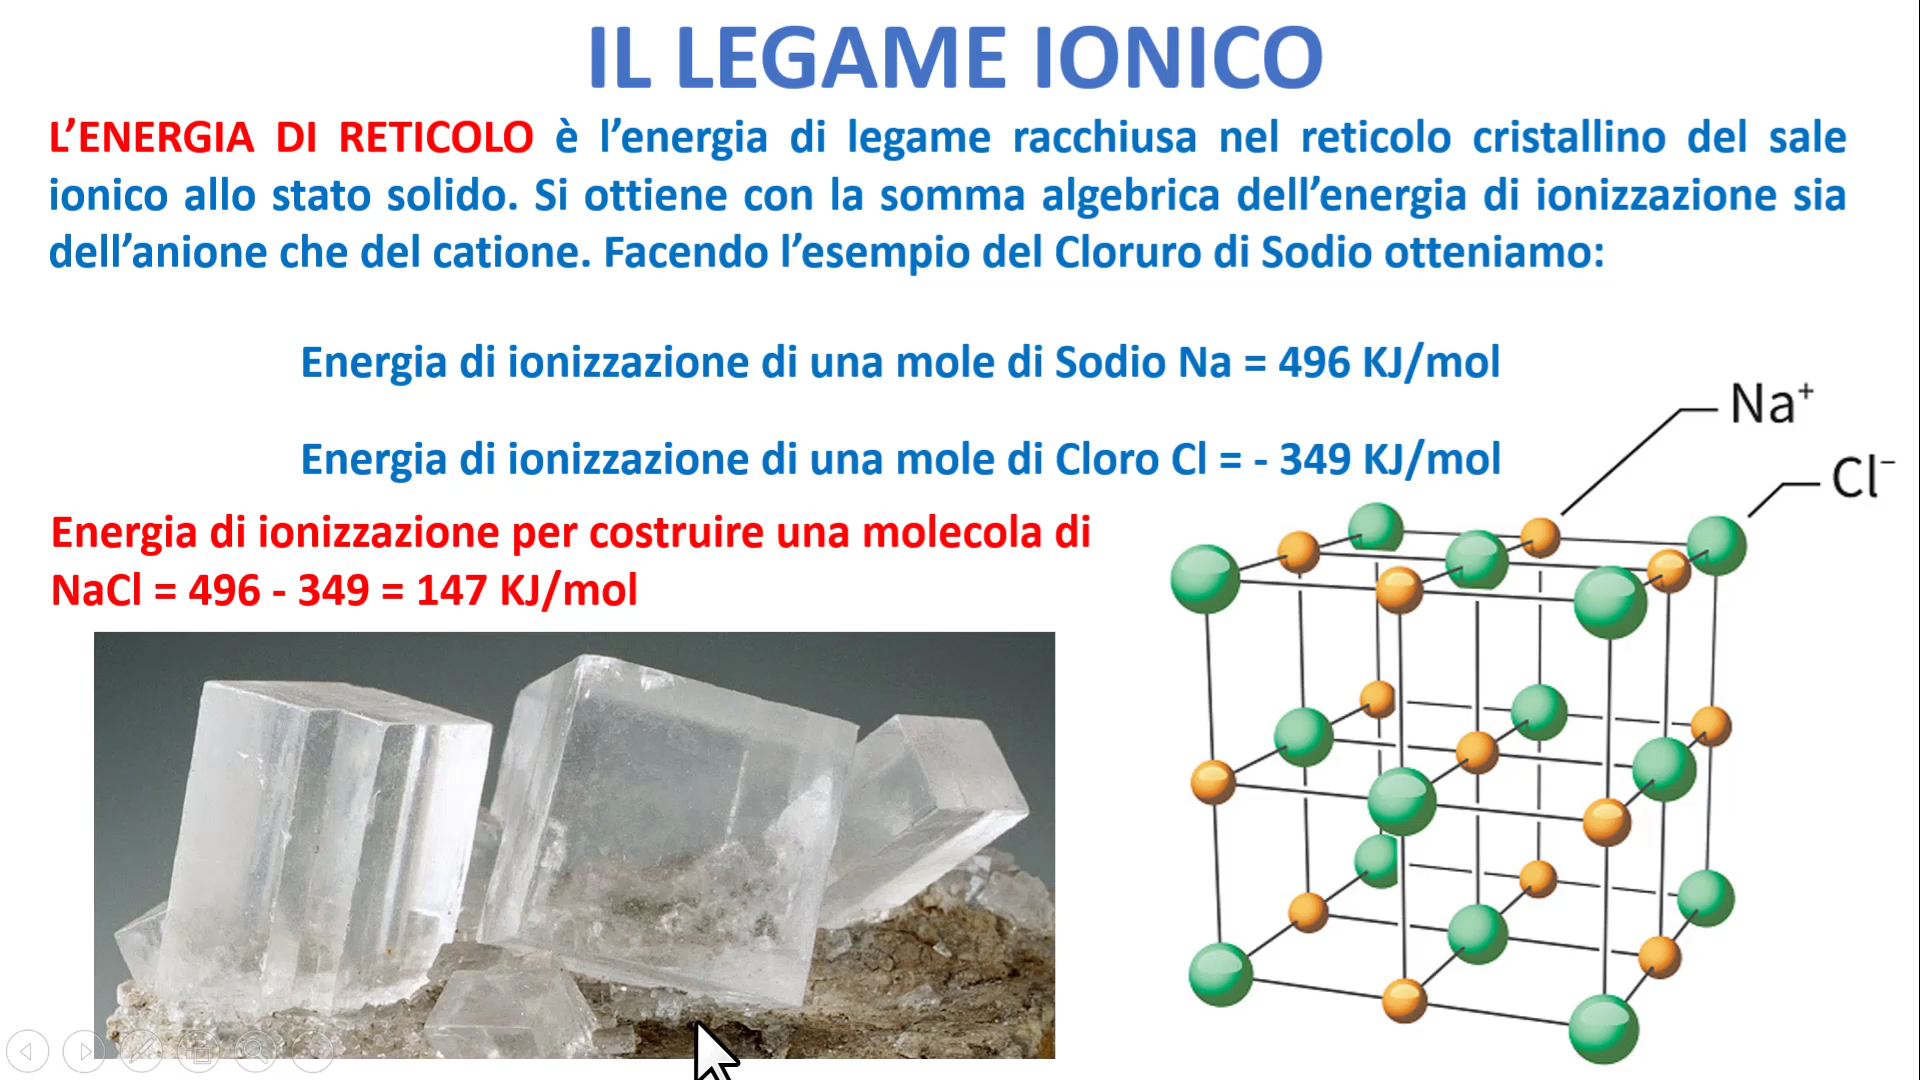 IL LEGAME IONICO
L'ENERGIA DI RETICOLO è l'energia di legame racchiusa nel reticolo cristallino del sale
ionico allo stato solido. Si ottiene con la somma algebrica dell'energia di ionizzazione sia
dell'anione che del catione. Facendo l'esempio del Cloruro di Sodio otteniamo:
Energia di ionizzazione di una mole di Sodio Na = 496 KJ/mol
Energia di ionizzazione di una mole di Cloro Cl = - 349 KJ/mol
Energia di ionizzazione per costruire una molecola di
NaCl = 496 - 349 = 147 KJ/mol
Na⁺
Cl⁻